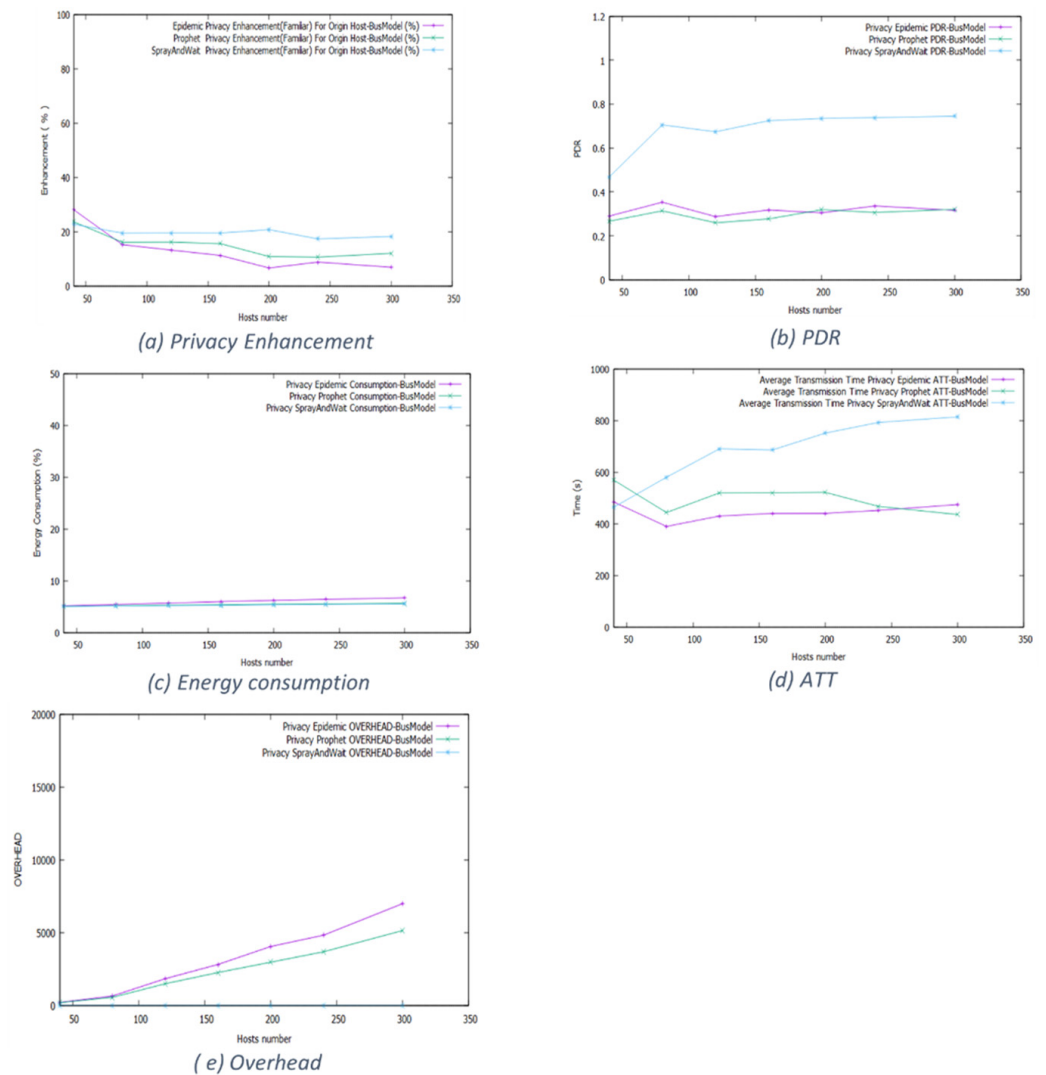 Epidemic Privacy Enhancement(Familar) For Origin Host-BusModel (%)
Prophet Privacy Enhancement(Familar) For Origin Host-BusModel (%)
SprayAndWait Privacy Enhancement(Familar) For Origin Host-BusModel (%)
100
80
60
40
20
0
Enhancement ( % )
50 100 150 200 250 300 350
Hosts number
(a) Privacy Enhancement
Privacy Epidemic PDR-BusModel
Privacy Prophet PDR-BusModel
Privacy SprayAndWait PDR-BusModel
1.2
1
0.8
0.6
0.4
0.2
0
PDR
50 100 150 200 250 300 350
Hosts number
(b) PDR
Privacy Epidemic Consumption-BusModel
Privacy Prophet Consumption-BusModel
Privacy SprayAndWait Consumption-BusModel
50
40
30
20
10
0
Energy Consumption (%)
50 100 150 200 250 300 350
Hosts number
(c) Energy consumption
Average Transmission Time Privacy Epidemic ATT-BusModel
Average Transmission Time Privacy Prophet ATT-BusModel
Average Transmission Time Privacy SprayAndWait ATT-BusModel
1000
800
600
400
200
0
Time (s)
50 100 150 200 250 300 350
Hosts number
(d) ATT
Privacy Epidemic OVERHEAD-BusModel
Privacy Prophet OVERHEAD-BusModel
Privacy SprayAndWait OVERHEAD-BusModel
20000
15000
10000
5000
0
OVERHEAD
50 100 150 200 250 300 350
Hosts number
( e) Overhead